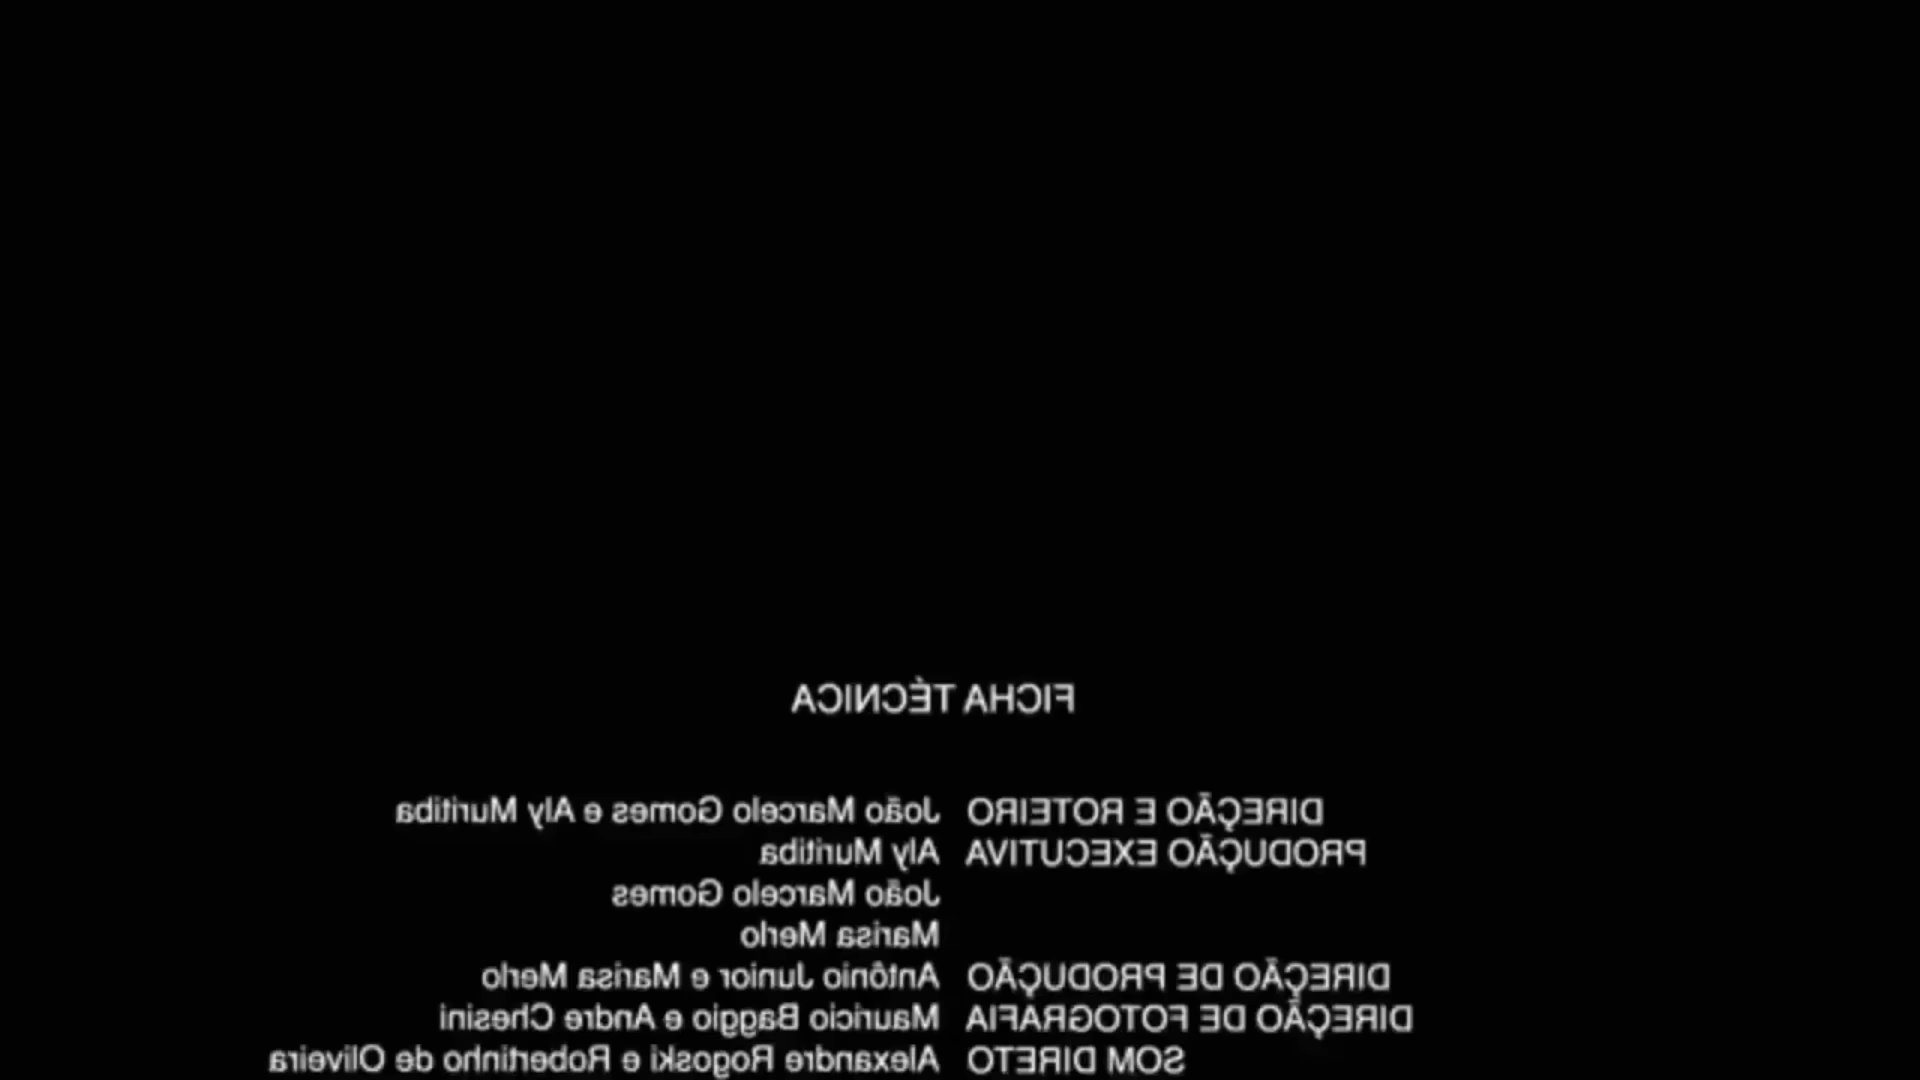 FICHA TÉCNICA
DIREÇÃO E ROTEIRO João Marcelo Gomes e Aly Muritiba
PRODUÇÃO EXECUTIVA Aly Muritiba
João Marcelo Gomes
Marisa Merlo
DIREÇÃO DE PRODUÇÃO Antônio Junior e Marisa Merlo
DIREÇÃO DE FOTOGRAFIA Mauricio Baggio e Andre Chesini
SOM DIRETO Alexandre Rogoski e Robertinho de Oliveira